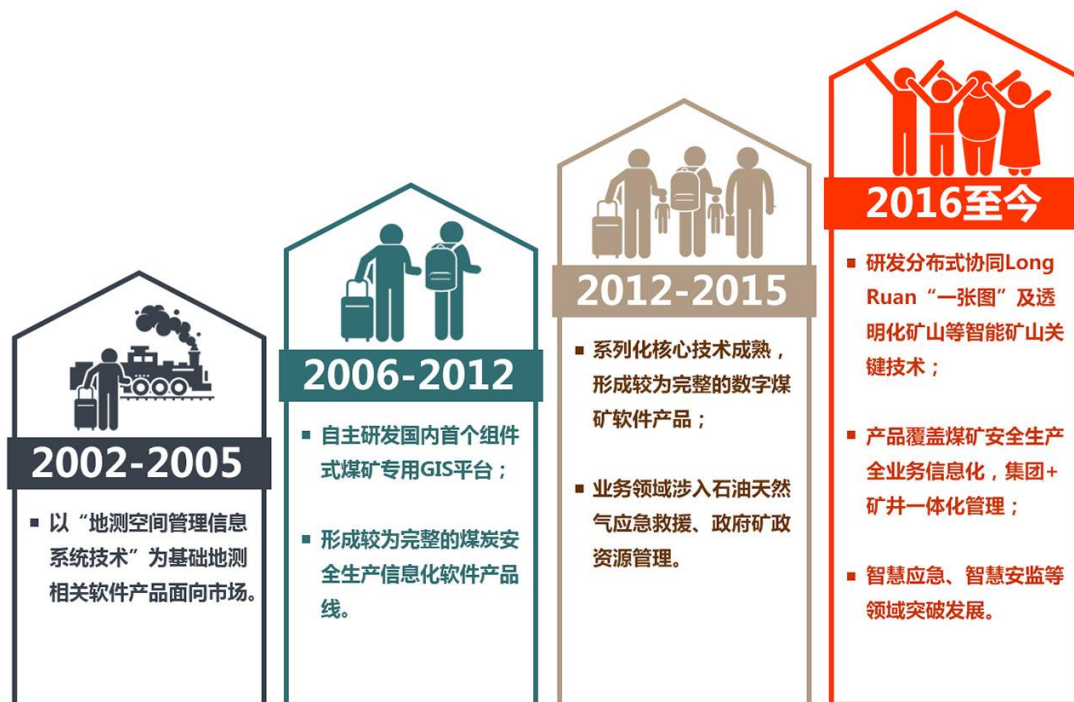 2002-2005
以“地测空间管理信息
系统技术”为基础地测
相关软件产品面向市场。
2006-2012
自主研发国内首个组件
式煤矿专用GIS平台；
形成较为完整的煤炭安
全生产信息化软件产品
线。
2012-2015
系列化核心技术成熟，
形成较为完整的数字煤
矿软件产品；
业务领域涉入石油天然
气应急救援、政府矿政
资源管理。
2016至今
研发分布式协同Long
Ruan“一张图”及透
明化矿山等智能矿山关
键技术；
产品覆盖煤矿安全生产
全业务信息化，集团+
矿井一体化管理；
智慧应急、智慧安监等
领域突破发展。